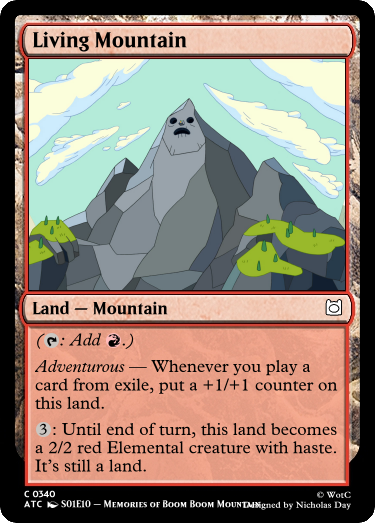 Living Mountain
Land — Mountain
(: Add .)
Adventurous — Whenever you play a
card from exile, put a +1/+1 counter on
this land.
3: Until end of turn, this land becomes
a 2/2 red Elemental creature with haste.
It's still a land.
C 0340
© WotC
ATC S01E10 – Memories of Boom Boom Mountain
Designed by Nicholas Day